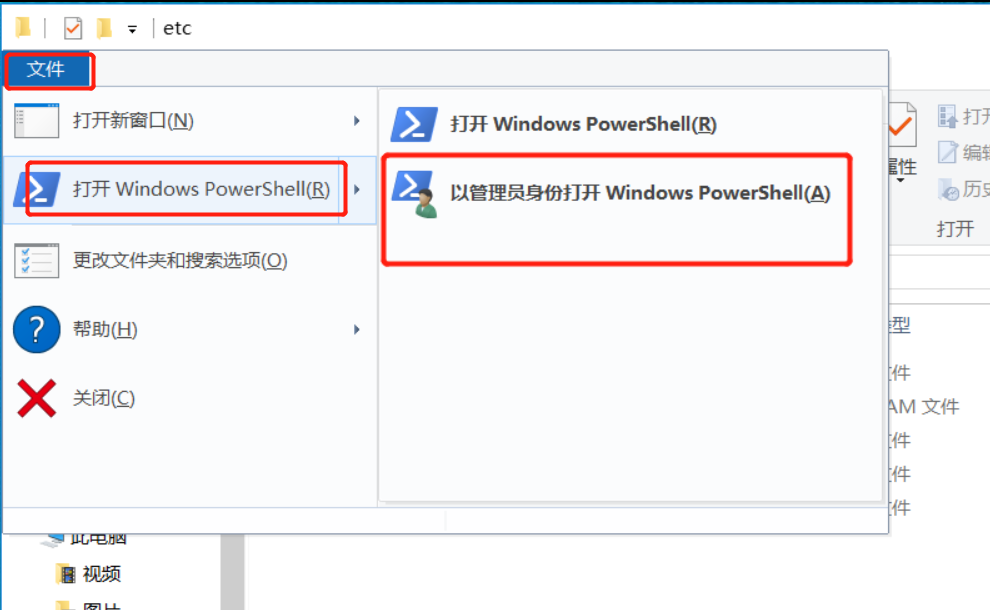 etc
文件
打开新窗口(N)
打开 Windows PowerShell(R)
更改文件夹和搜索选项(O)
帮助(H)
关闭(C)
打开 Windows PowerShell(R)
以管理员身份打开 Windows PowerShell(A)
属性
打开
编辑
历史
打开
类型
文件
AM 文件
文件
文件
文件
此电脑
视频
图片